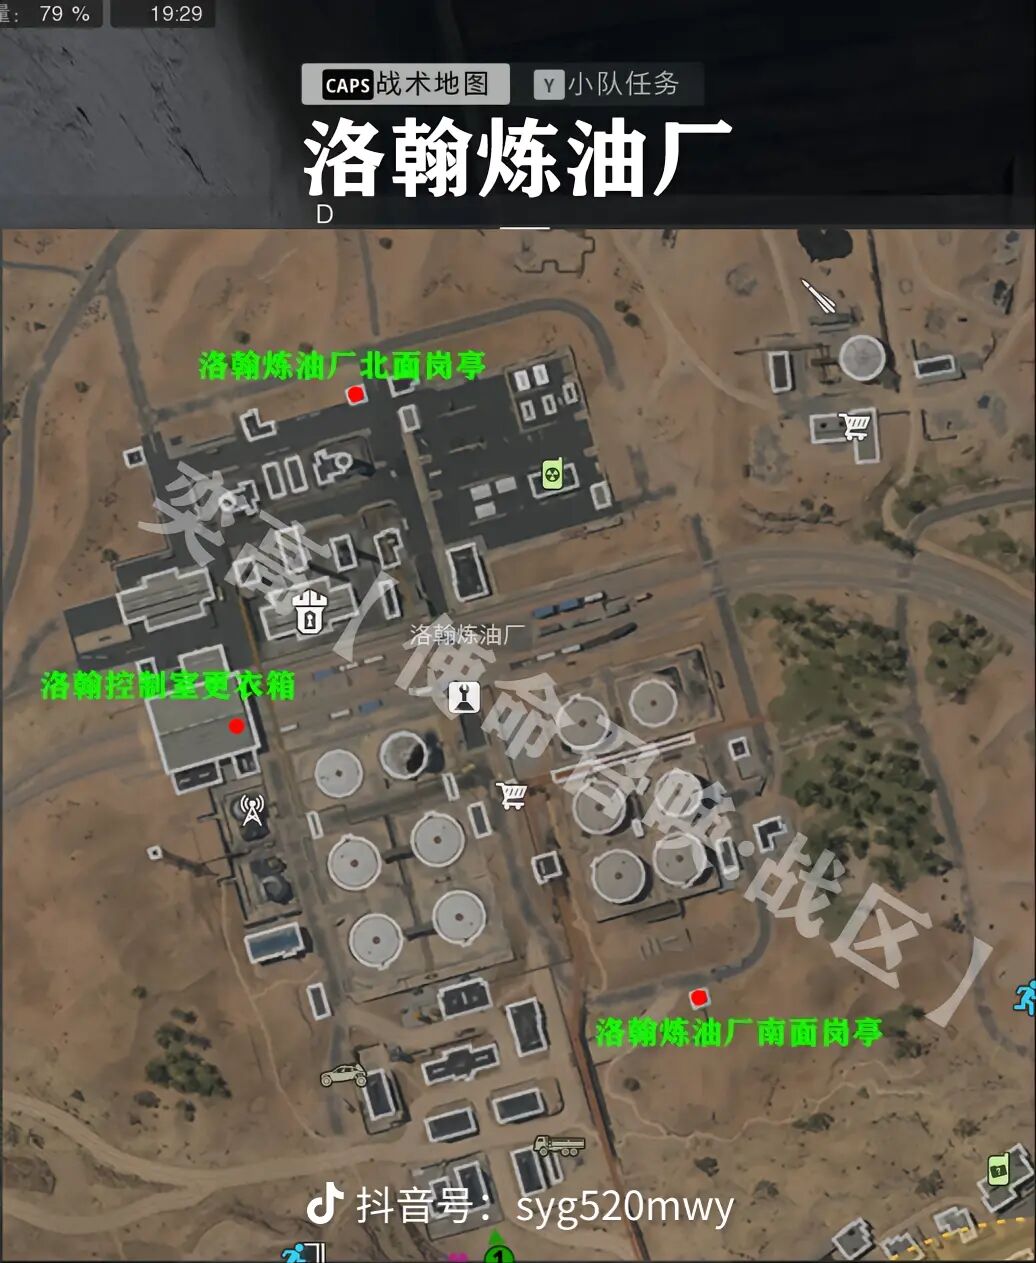 量： 79 % 19:29
CAPS 战术地图 Y 小队任务
洛翰炼油厂
D
洛翰炼油厂北面岗亭
洛翰炼油厂
洛翰控制室更衣箱
奕高【使命召唤:战区】
洛翰炼油厂南面岗亭
抖音号：syg520mwy
1